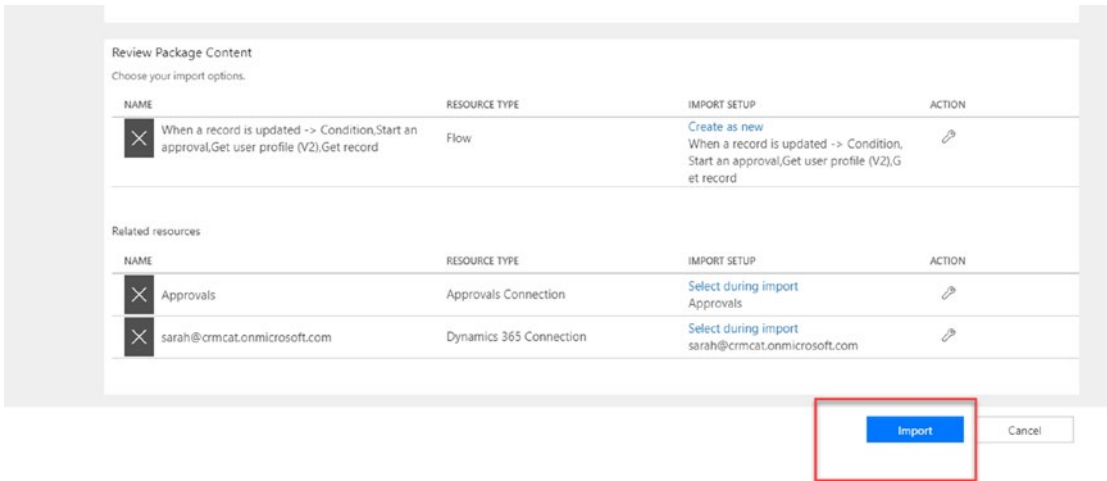 Review Package Content
Choose your import options.
NAME RESOURCE TYPE IMPORT SETUP ACTION
When a record is updated -> Condition,Start an approval,Get user profile (V2),Get record Flow Create as new
When a record is updated -> Condition,
Start an approval,Get user profile (V2),G
et record
Related resources
NAME RESOURCE TYPE IMPORT SETUP ACTION
Approvals Approvals Connection Select during import
Approvals
sarah@crmcat.onmicrosoft.com Dynamics 365 Connection Select during import
sarah@crmcat.onmicrosoft.com
Import Cancel